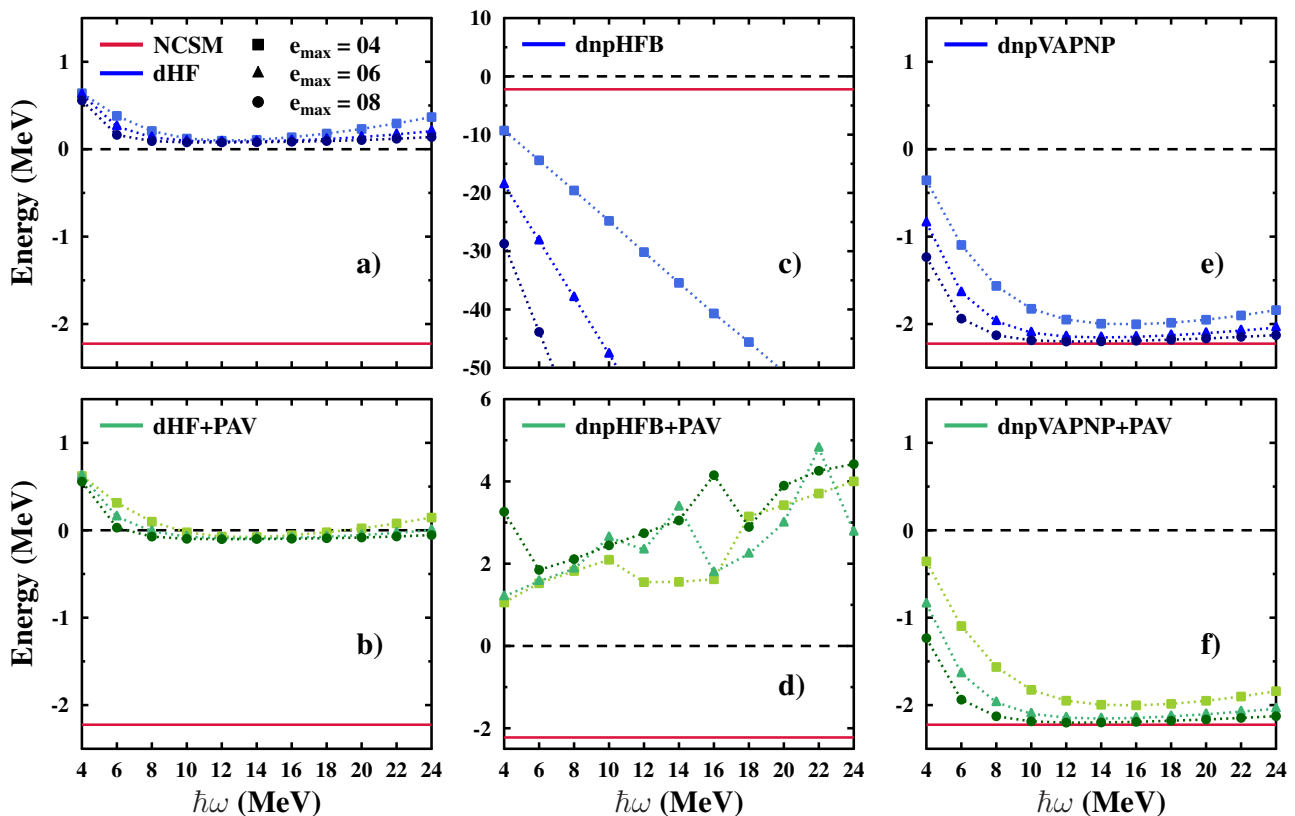 NCSM
dHF
e_max = 04
e_max = 06
e_max = 08
1
0
-1
-2
Energy (MeV)
a)
dnpHFB
10
0
-10
-20
-30
-40
-50
c)
dnpVAPNP
1
0
-1
-2
e)
dHF+PAV
1
0
-1
-2
Energy (MeV)
b)
4 6 8 10 12 14 16 18 20 22 24
ℏω (MeV)
dnpHFB+PAV
6
4
2
0
-2
d)
4 6 8 10 12 14 16 18 20 22 24
ℏω (MeV)
dnpVAPNP+PAV
1
0
-1
-2
f)
4 6 8 10 12 14 16 18 20 22 24
ℏω (MeV)